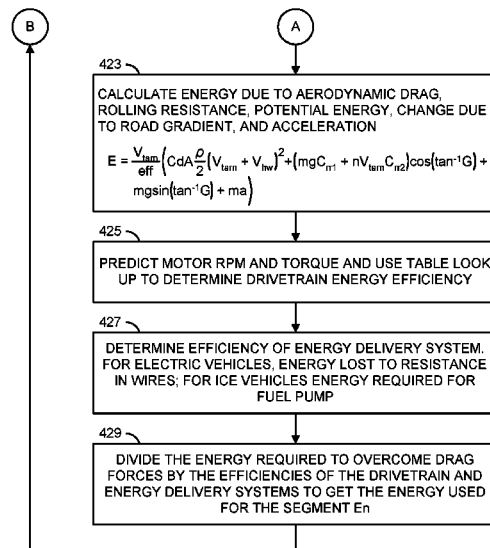 B
A
423
CALCULATE ENERGY DUE TO AERODYNAMIC DRAG,
ROLLING RESISTANCE, POTENTIAL ENERGY, CHANGE DUE
TO ROAD GRADIENT, AND ACCELERATION
E = V_tam/eff (CdA ρ/2 (V_tam + V_hw)² + (mgC_rr1 + nV_tam C_rr2)cos(tan⁻¹G) +
mgsin(tan⁻¹G) + ma)
425
PREDICT MOTOR RPM AND TORQUE AND USE TABLE LOOK
UP TO DETERMINE DRIVETRAIN ENERGY EFFICIENCY
427
DETERMINE EFFICIENCY OF ENERGY DELIVERY SYSTEM.
FOR ELECTRIC VEHICLES, ENERGY LOST TO RESISTANCE
IN WIRES; FOR ICE VEHICLES ENERGY REQUIRED FOR
FUEL PUMP
429
DIVIDE THE ENERGY REQUIRED TO OVERCOME DRAG
FORCES BY THE EFFICIENCIES OF THE DRIVETRAIN AND
ENERGY DELIVERY SYSTEMS TO GET THE ENERGY USED
FOR THE SEGMENT En